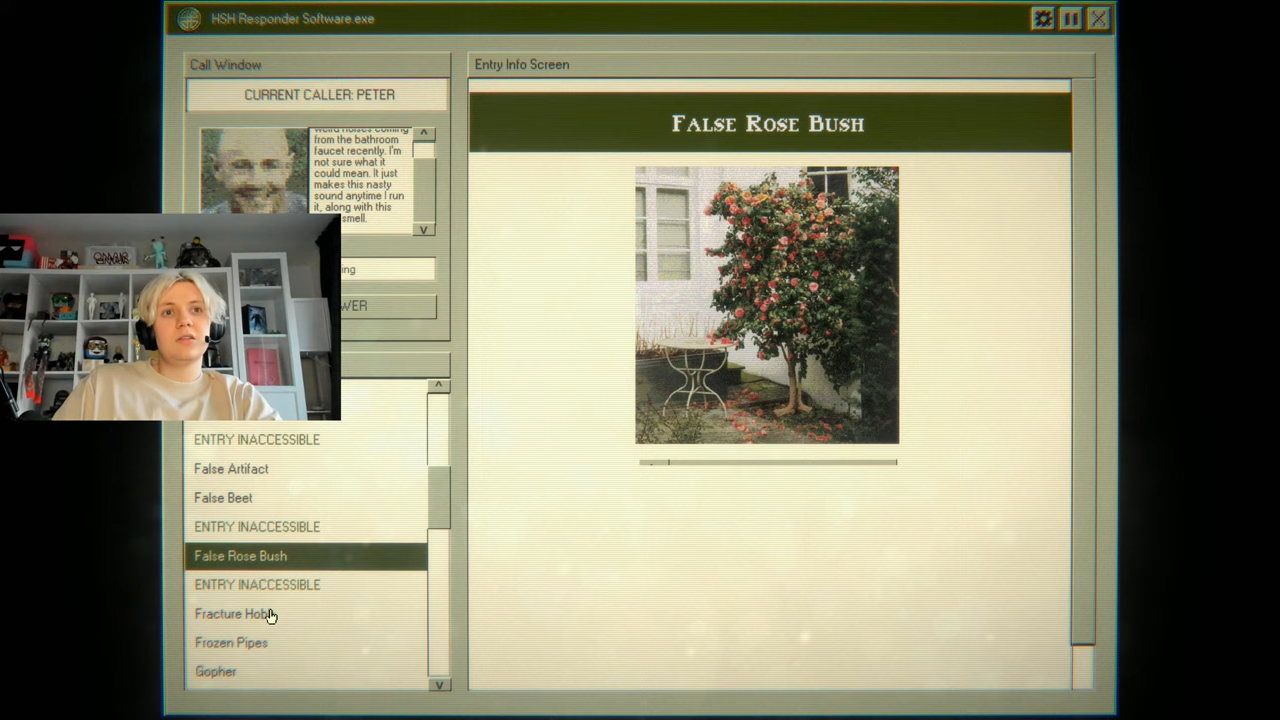 HSH Responder Software.exe
Call Window
CURRENT CALLER: PETER
weird noises coming
from the bathroom
faucet recently. I'm
not sure what it
could mean. It just
makes this nasty
sound anytime I run
it, along with this
smell.
ENTRY INACCESSIBLE
False Artifact
False Beet
ENTRY INACCESSIBLE
False Rose Bush
ENTRY INACCESSIBLE
Fracture
Frozen Pipes
Gopher
Entry Info Screen
FALSE ROSE BUSH